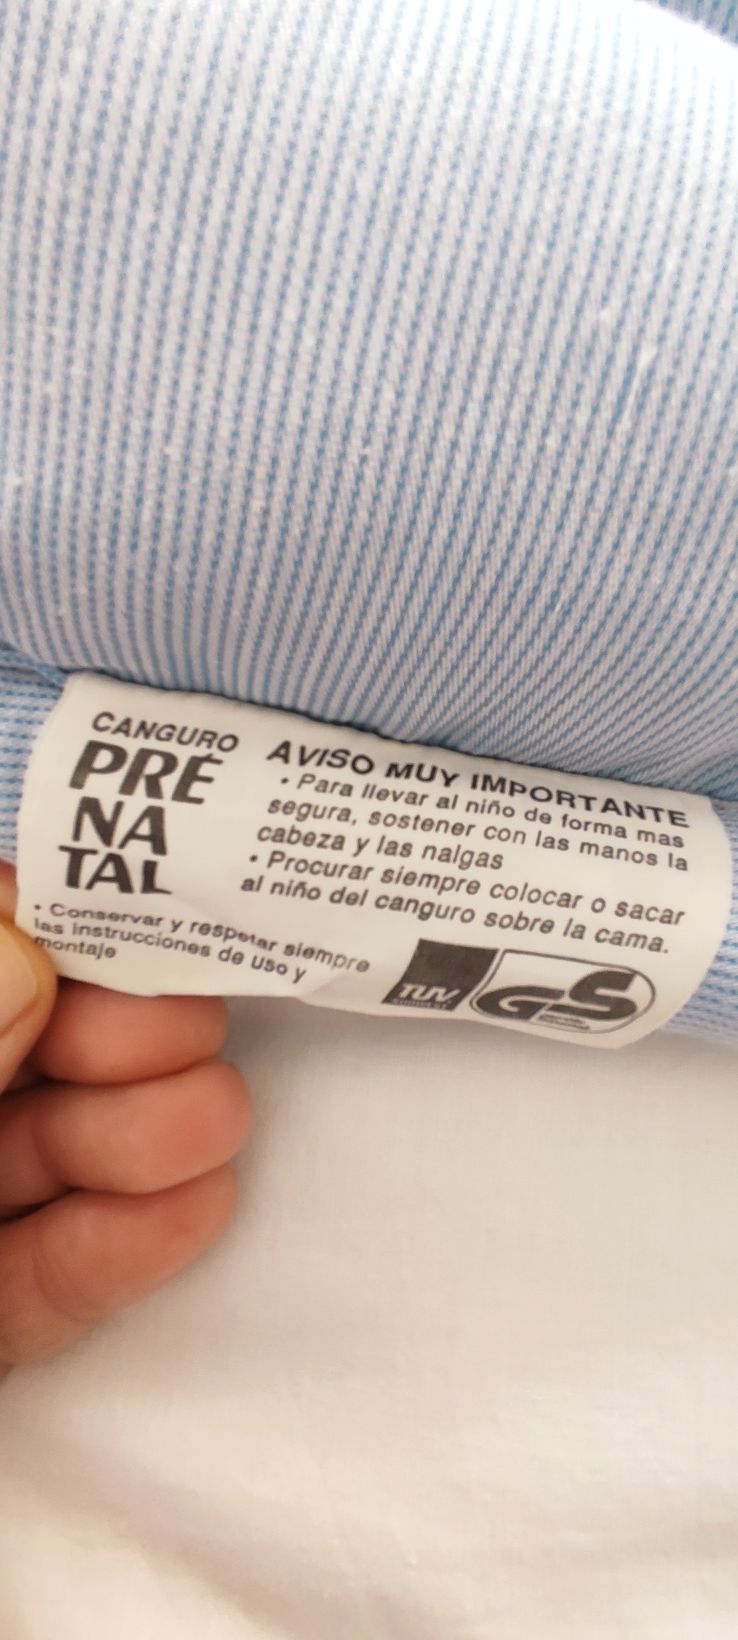 CANGURO
PRÉ
NA
TAL
AVISO MUY IMPORTANTE
• Para llevar al niño de forma mas
segura, sostener con las manos la
cabeza y las nalgas
• Procurar siempre colocar o sacar
al niño del canguro sobre la cama.
• Conservar y respetar siempre
las instrucciones de uso y
montaje
TUV
GS